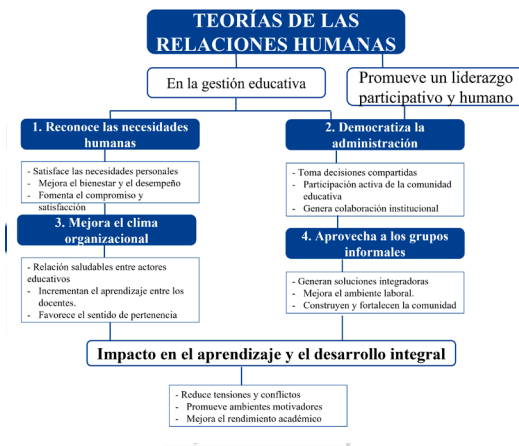 TEORÍAS DE LAS
RELACIONES HUMANAS
En la gestión educativa
Promueve un liderazgo
participativo y humano
1. Reconoce las necesidades
humanas
- Satisface las necesidades personales
- Mejora el bienestar y el desempeño
- Fomenta el compromiso y
satisfacción
2. Democratiza la
administración
- Toma decisiones compartidas
- Participación activa de la comunidad
educativa
- Genera colaboración institucional
3. Mejora el clima
organizacional
- Relación saludables entre actores
educativos
- Incrementan el aprendizaje entre los
docentes.
- Favorece el sentido de pertenencia
4. Aprovecha a los grupos
informales
- Generan soluciones integradoras
- Mejora el ambiente laboral.
- Construyen y fortalecen la comunidad
Impacto en el aprendizaje y el desarrollo integral
- Reduce tensiones y conflictos
- Promueve ambientes motivadores
- Mejora el rendimiento académico